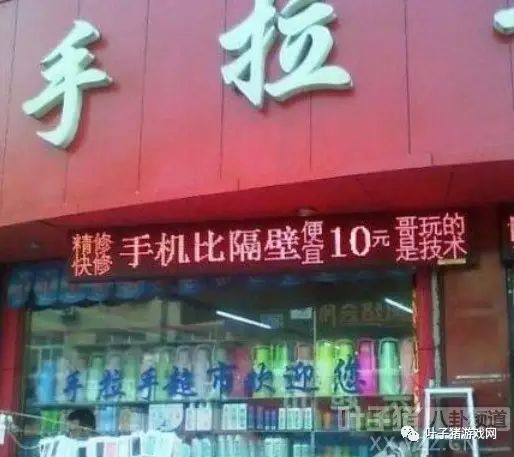 手拉
精修
快修
手机比隔壁
便宜
10元
哥玩的
是技术
手拉手超市欢迎您
叶子猪 八卦频道
叶子猪游戏网